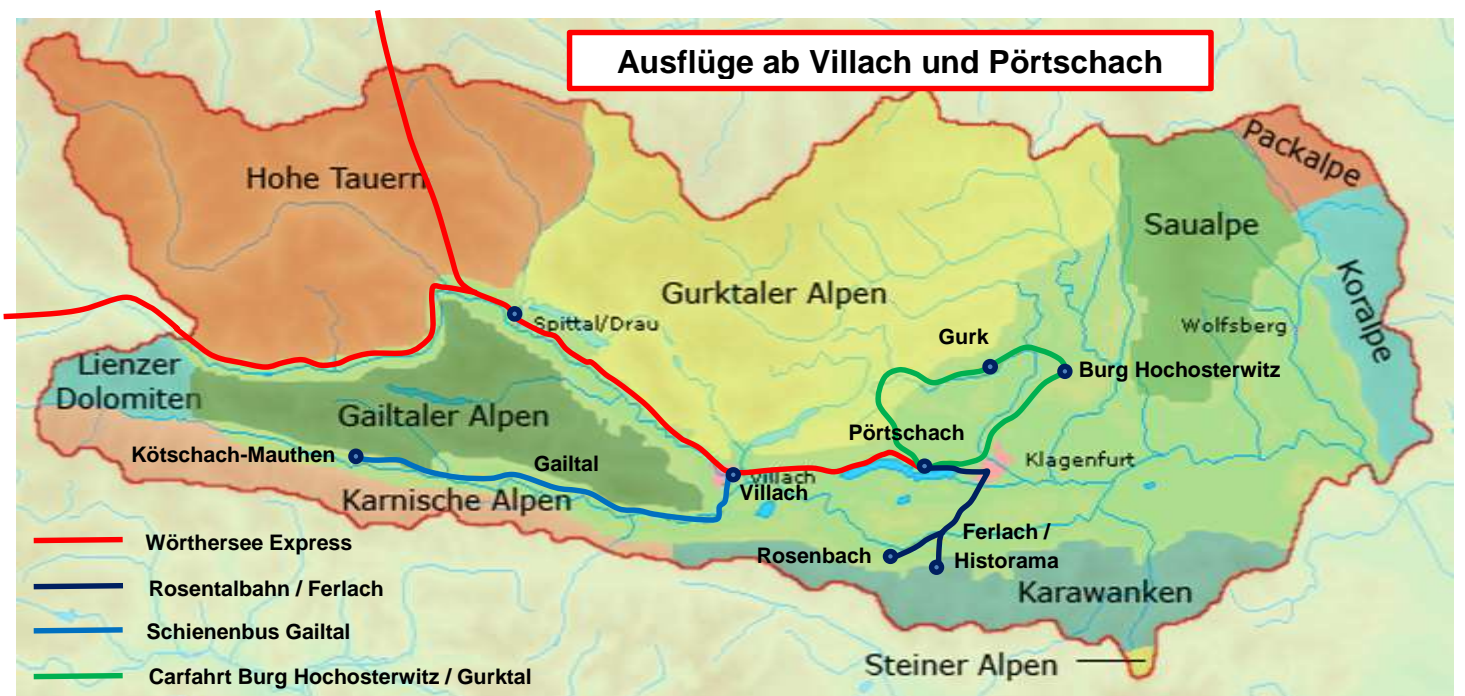 Ausflüge ab Villach und Pörtschach
Packalpe
Hohe Tauern
Saualpe
Koralpe
Gurktaler Alpen
Spittal/Drau
Wolfsberg
Gurk
Burg Hochosterwitz
Lienzer
Dolomiten
Gailtaler Alpen
Pörtschach
Kötschach-Mauthen
Gailtal
Klagenfurt
Villach
Villach
Karnische Alpen
Ferlach /
Historama
Rosenbach
Karawanken
Steiner Alpen
Wörthersee Express
Rosentalbahn / Ferlach
Schienenbus Gailtal
Carfahrt Burg Hochosterwitz / Gurktal